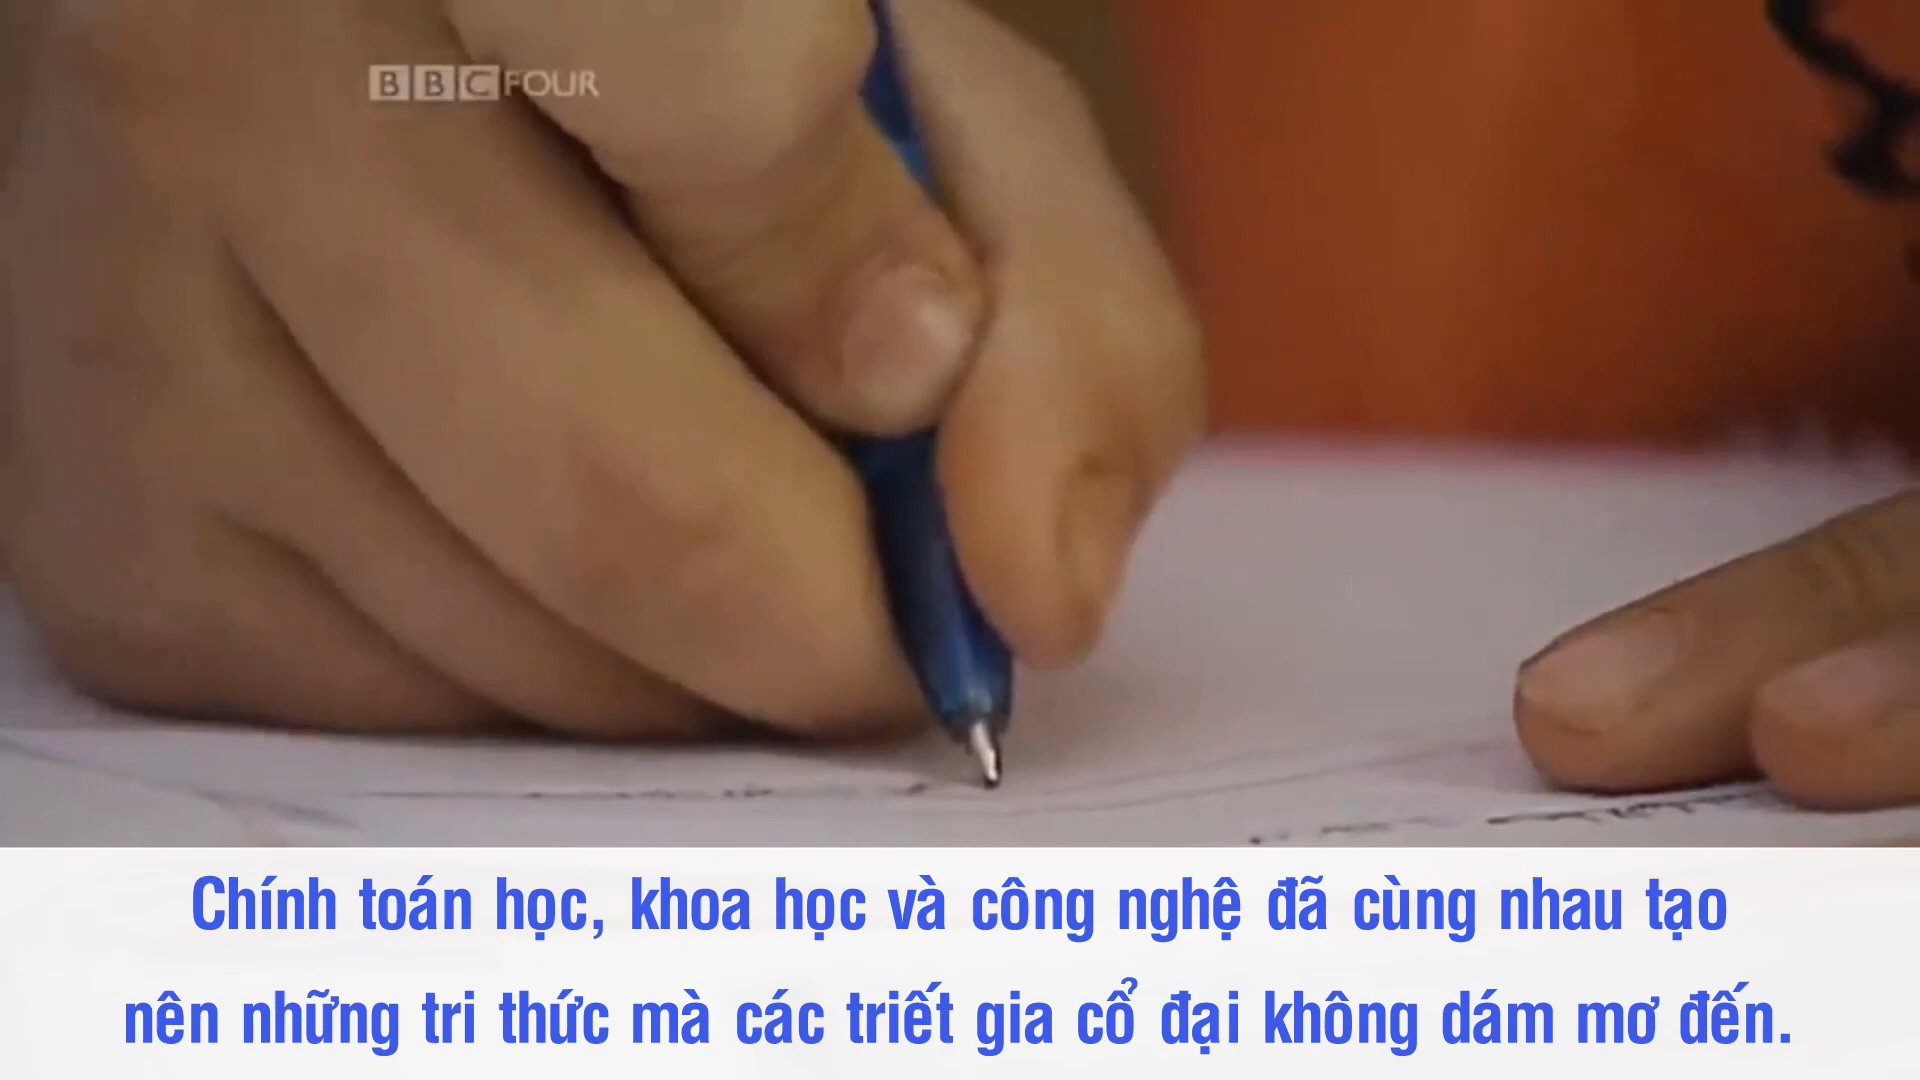 BBC FOUR
Chính toán học, khoa học và công nghệ đã cùng nhau tạo
nên những tri thức mà các triết gia cổ đại không dám mơ đến.